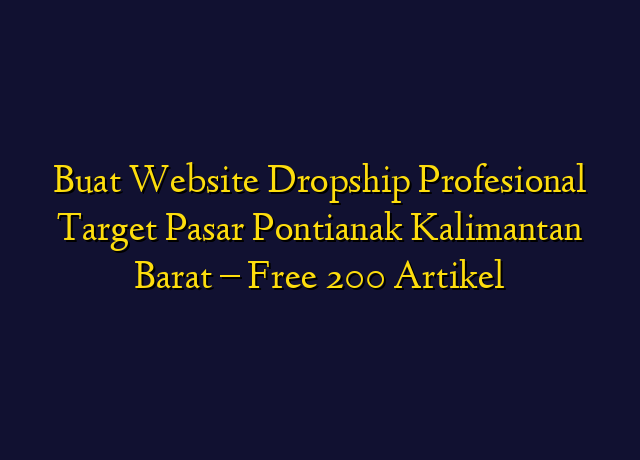 Buat Website Dropship Profesional
Target Pasar Pontianak Kalimantan
Barat – Free 200 Artikel